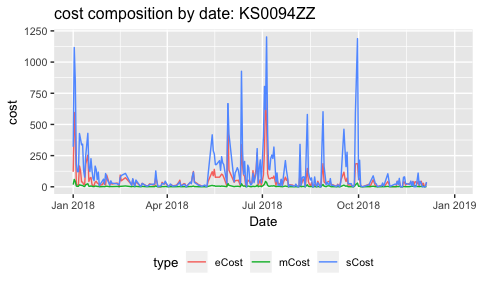 cost composition by date: KS0094ZZ
1250
1000
750
500
250
0
cost
Jan 2018
Apr 2018
Jul 2018
Oct 2018
Jan 2019
Date
type eCost mCost sCost